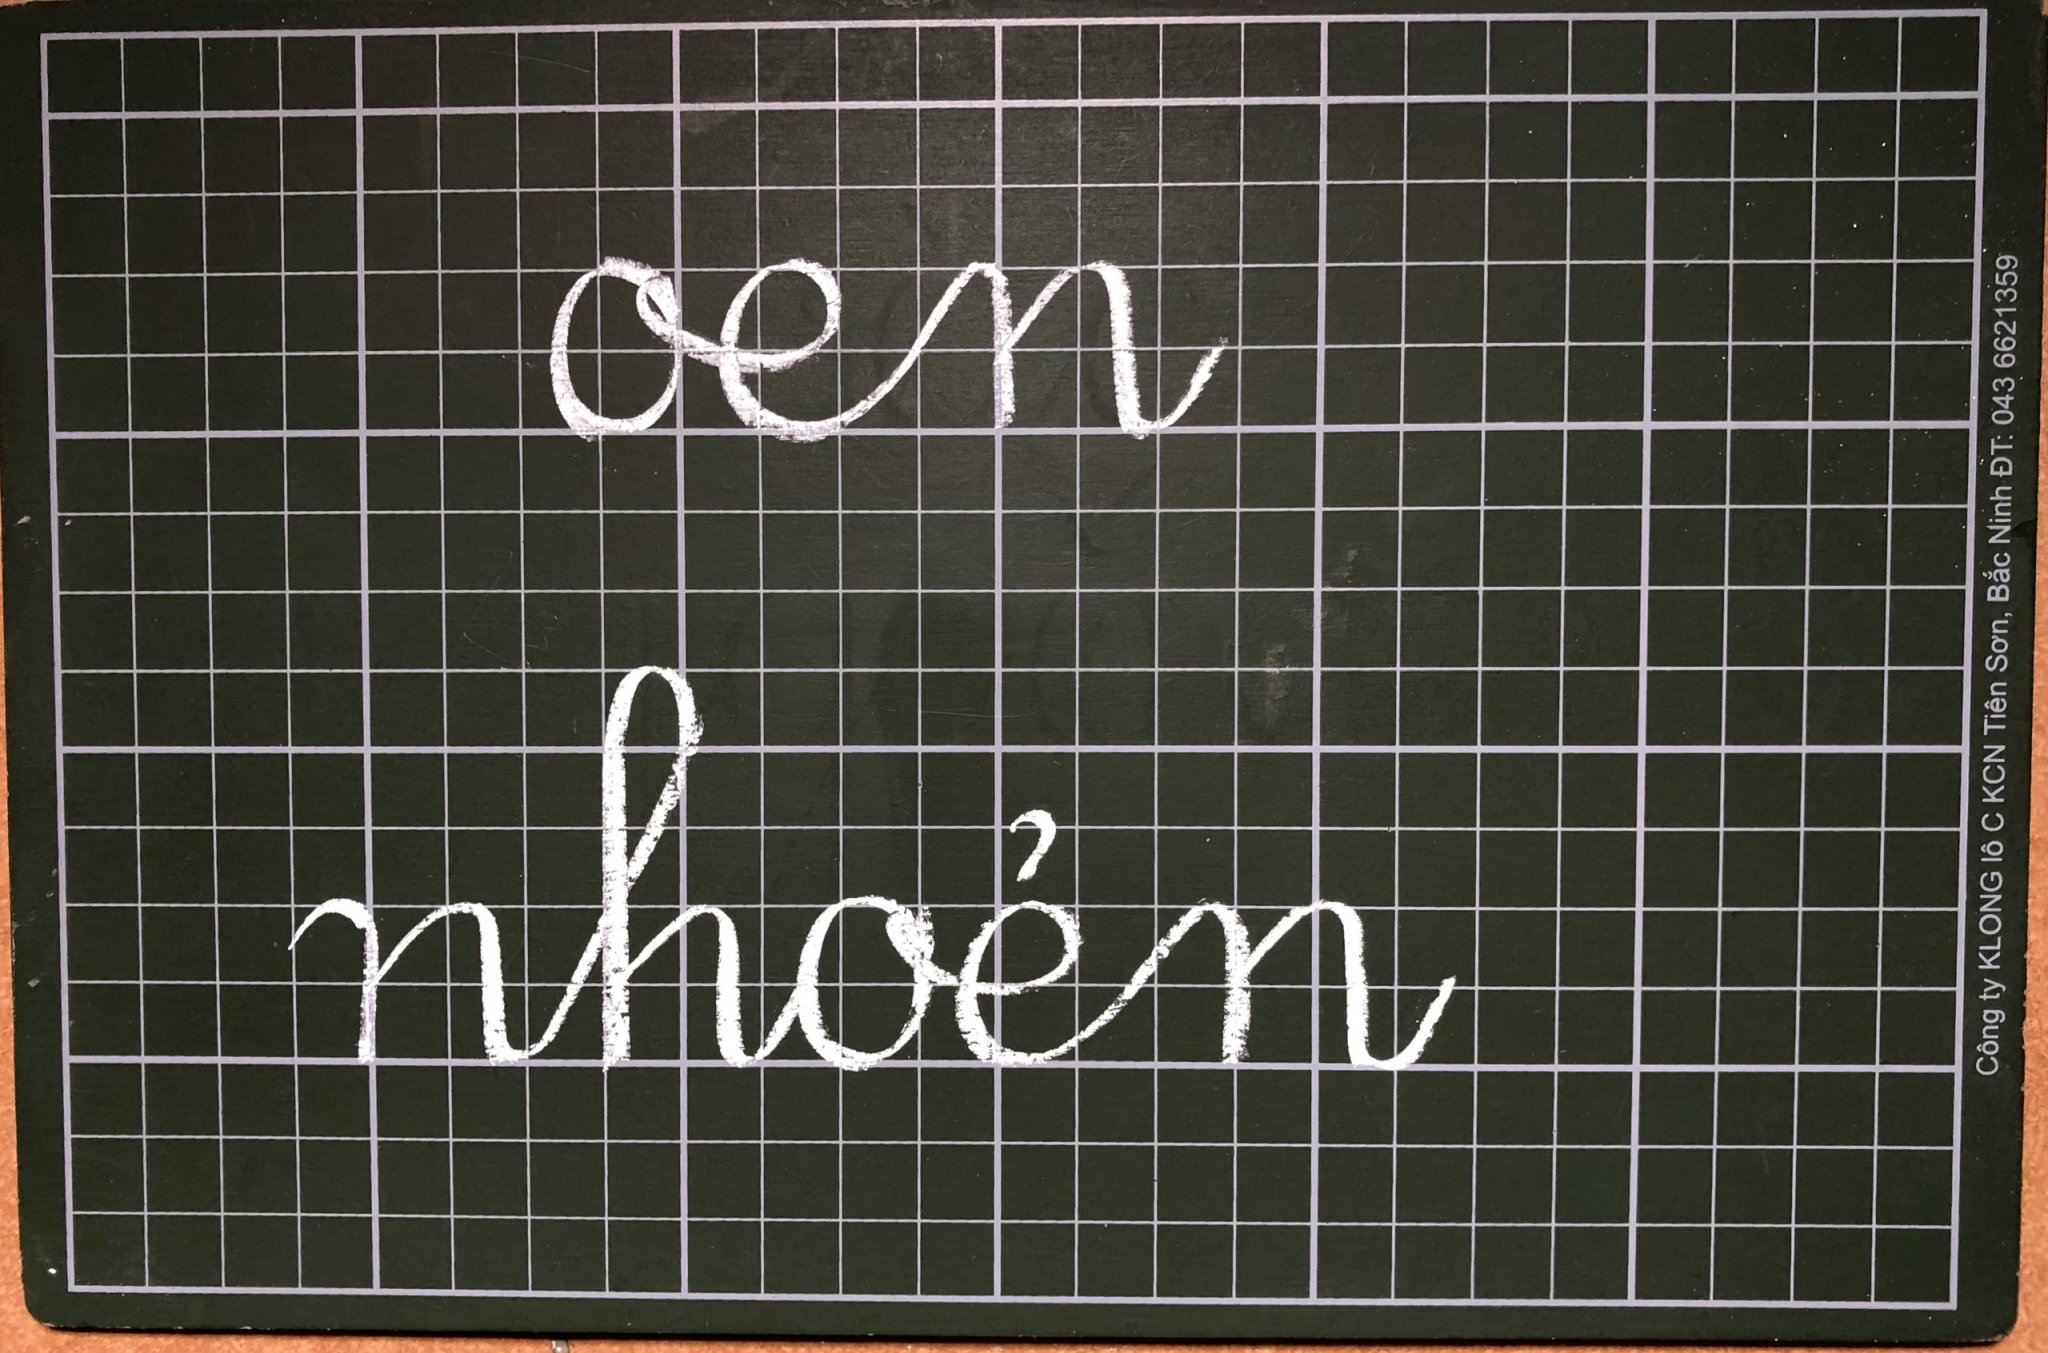 oen
nhoẻn
Công ty KLONG lô C KCN Tiên Sơn, Bắc Ninh ĐT: 043 6621359